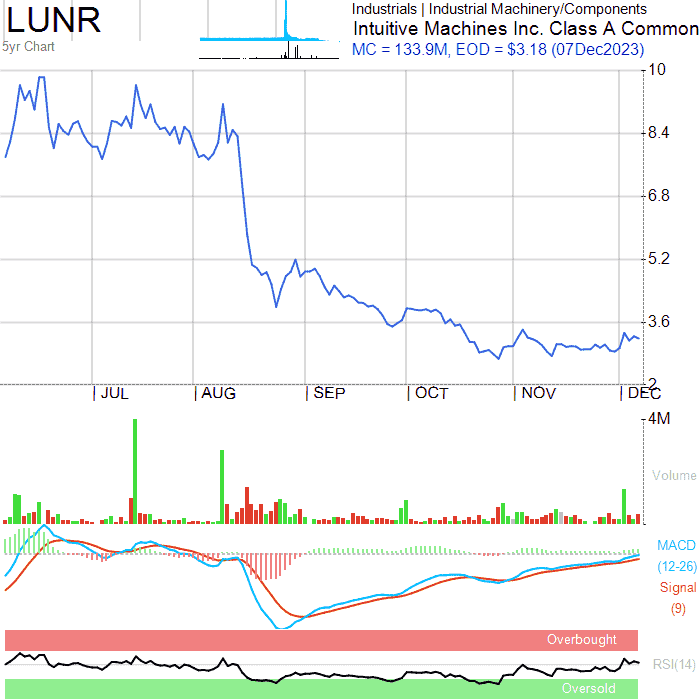 LUNR
5yr Chart
Industrials | Industrial Machinery/Components
Intuitive Machines Inc. Class A Common
MC = 133.9M, EOD = $3.18 (07Dec2023)
10
8.4
6.8
5.2
3.6
2
JUL AUG SEP OCT NOV DEC
4M
Volume
MACD
(12-26)
Signal
(9)
Overbought
RSI(14)
Oversold